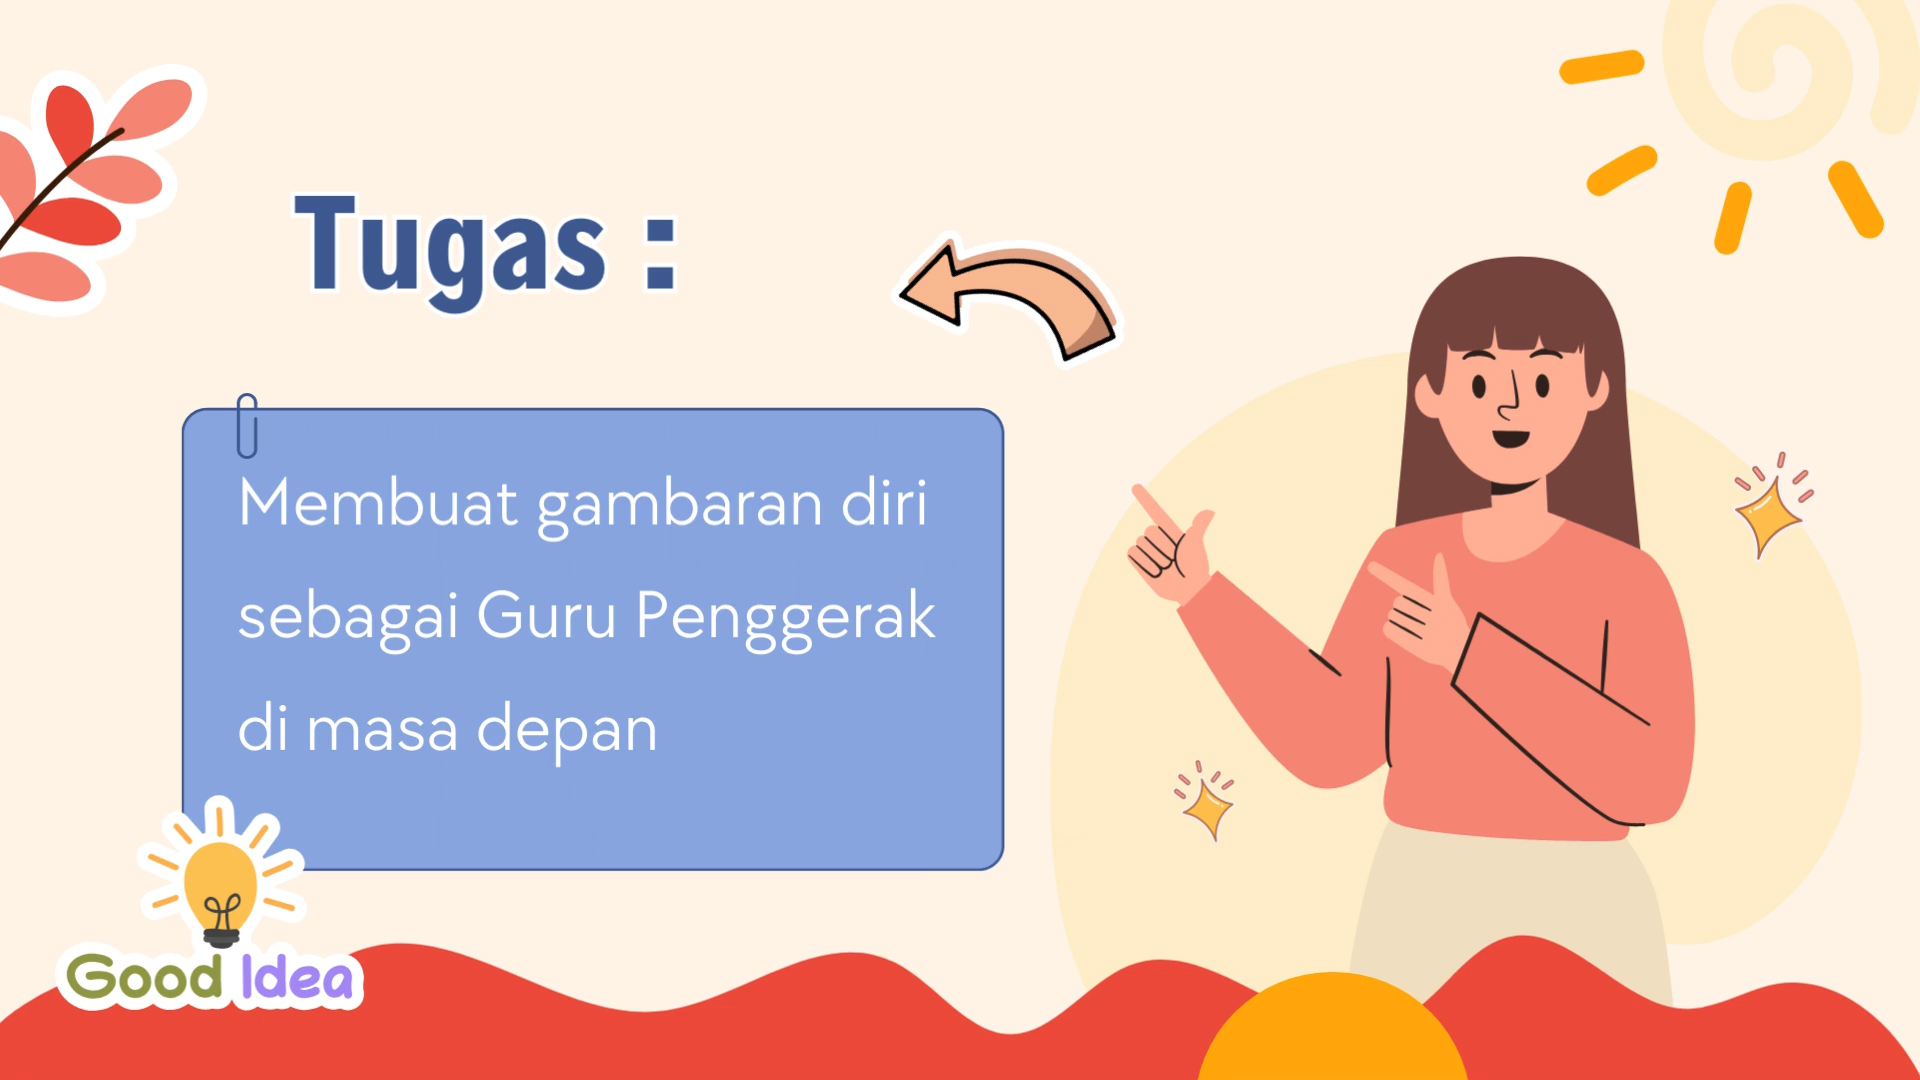 Tugas :
Membuat gambaran diri
sebagai Guru Penggerak
di masa depan
Good Idea